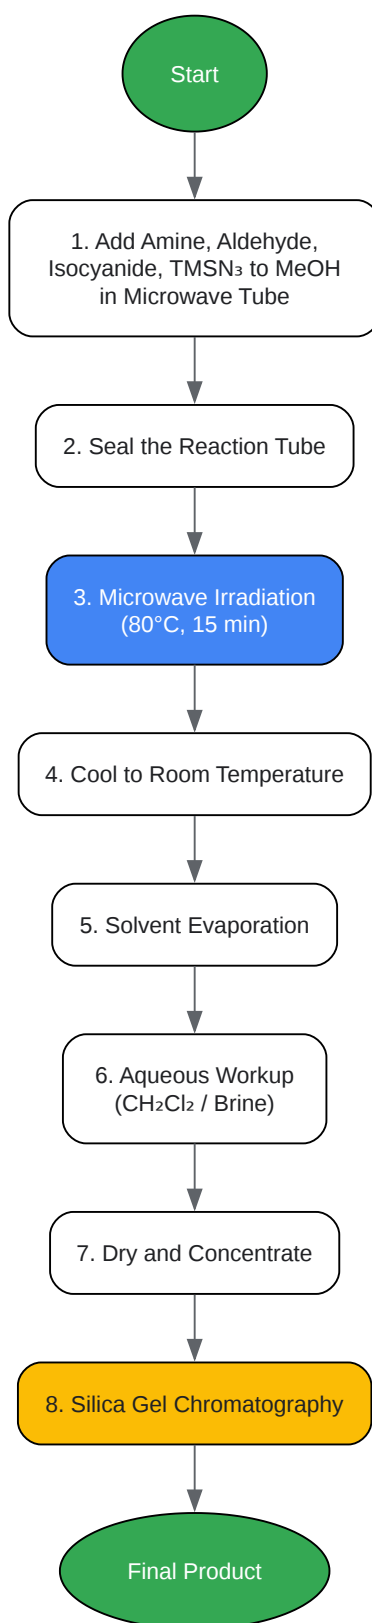 Start
1. Add Amine, Aldehyde,
Isocyanide, TMSN₃ to MeOH
in Microwave Tube
2. Seal the Reaction Tube
3. Microwave Irradiation
(80°C, 15 min)
4. Cool to Room Temperature
5. Solvent Evaporation
6. Aqueous Workup
(CH₂Cl₂ / Brine)
7. Dry and Concentrate
8. Silica Gel Chromatography
Final Product